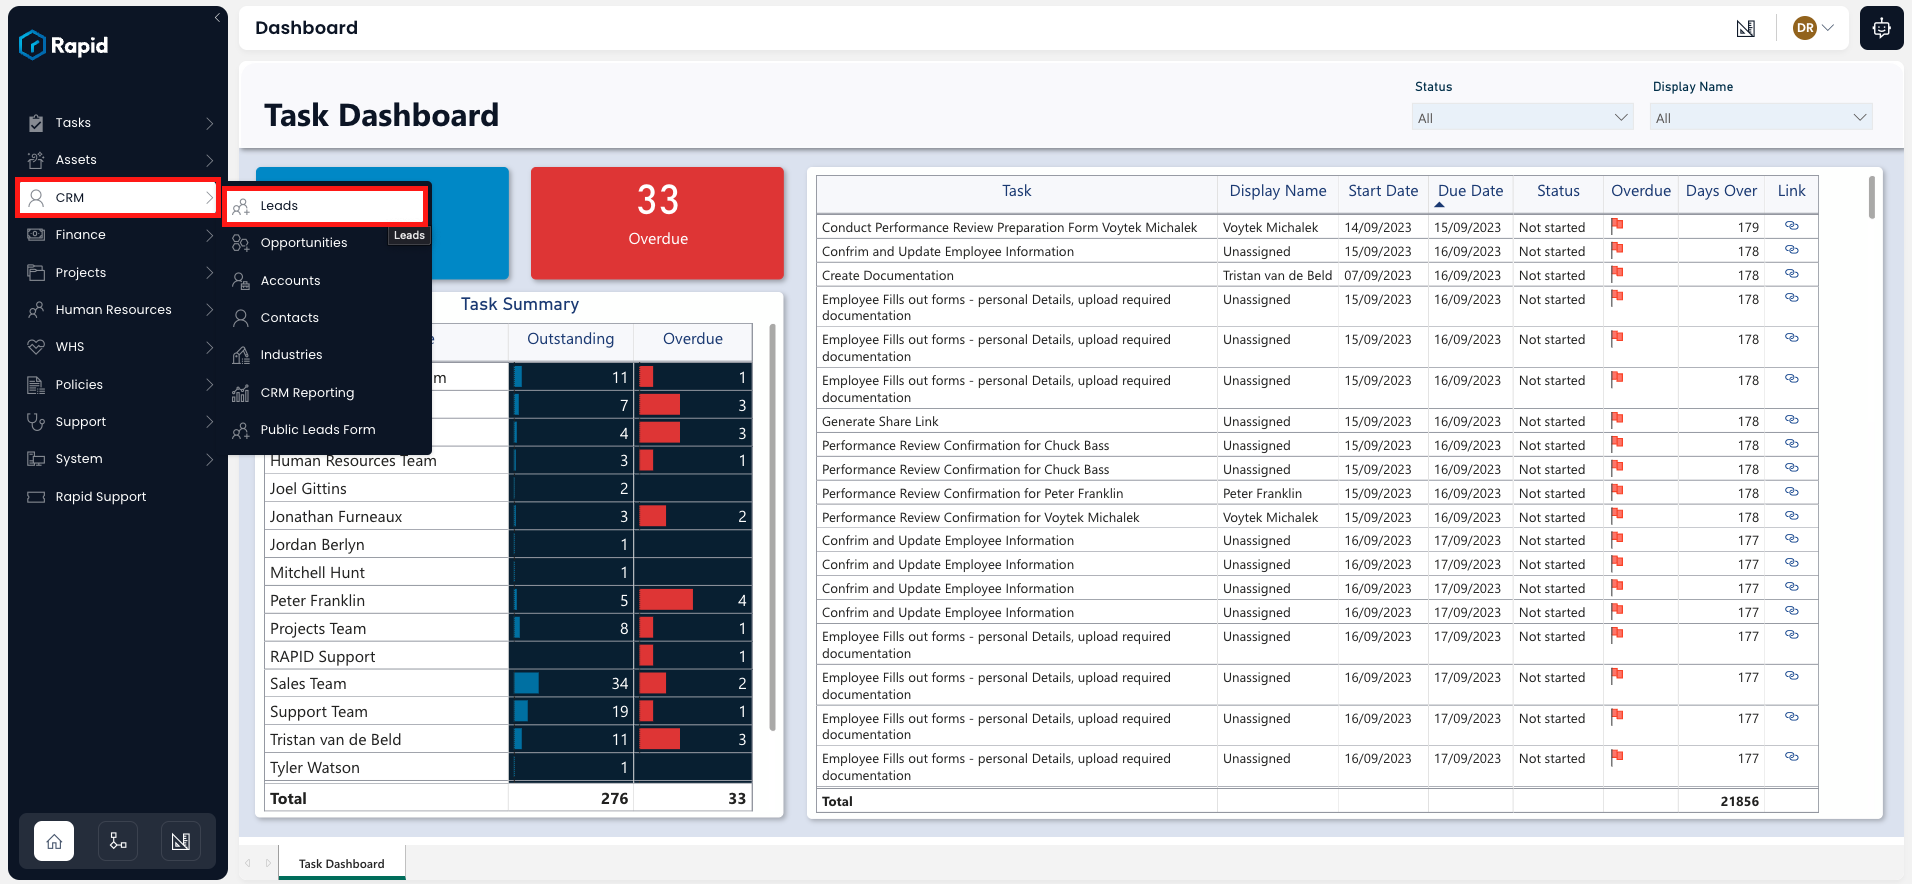 Rapid
Tasks
Assets
CRM
Finance
Projects
Human Resources
WHS
Policies
Support
System
Rapid Support
Leads
Opportunities
Accounts
Contacts
Industries
CRM Reporting
Public Leads Form
Leads
Dashboard
DR
Task Dashboard
Status
All
Display Name
All
33
Overdue
Task Summary
e Outstanding Overdue
m 11 1
7 3
4 3
Human Resources Team 3 1
Joel Gittins 2
Jonathan Furneaux 3 2
Jordan Berlyn 1
Mitchell Hunt 1
Peter Franklin 5 4
Projects Team 8 1
RAPID Support 1
Sales Team 34 2
Support Team 19 1
Tristan van de Beld 11 3
Tyler Watson 1
Total 276 33
Task Display Name Start Date Due Date Status Overdue Days Over Link
Conduct Performance Review Preparation Form Voytek Michalek Voytek Michalek 14/09/2023 15/09/2023 Not started 179
Confrim and Update Employee Information Unassigned 15/09/2023 16/09/2023 Not started 178
Create Documentation Tristan van de Beld 07/09/2023 16/09/2023 Not started 178
Employee Fills out forms - personal Details, upload required Unassigned 15/09/2023 16/09/2023 Not started 178
documentation
Employee Fills out forms - personal Details, upload required Unassigned 15/09/2023 16/09/2023 Not started 178
documentation
Employee Fills out forms - personal Details, upload required Unassigned 15/09/2023 16/09/2023 Not started 178
documentation
Generate Share Link Unassigned 15/09/2023 16/09/2023 Not started 178
Performance Review Confirmation for Chuck Bass Unassigned 15/09/2023 16/09/2023 Not started 178
Performance Review Confirmation for Chuck Bass Unassigned 15/09/2023 16/09/2023 Not started 178
Performance Review Confirmation for Peter Franklin Peter Franklin 15/09/2023 16/09/2023 Not started 178
Performance Review Confirmation for Voytek Michalek Voytek Michalek 15/09/2023 16/09/2023 Not started 178
Confrim and Update Employee Information Unassigned 16/09/2023 17/09/2023 Not started 177
Confrim and Update Employee Information Unassigned 16/09/2023 17/09/2023 Not started 177
Confrim and Update Employee Information Unassigned 16/09/2023 17/09/2023 Not started 177
Confrim and Update Employee Information Unassigned 16/09/2023 17/09/2023 Not started 177
Employee Fills out forms - personal Details, upload required Unassigned 16/09/2023 17/09/2023 Not started 177
documentation
Employee Fills out forms - personal Details, upload required Unassigned 16/09/2023 17/09/2023 Not started 177
documentation
Employee Fills out forms - personal Details, upload required Unassigned 16/09/2023 17/09/2023 Not started 177
documentation
Employee Fills out forms - personal Details, upload required Unassigned 16/09/2023 17/09/2023 Not started 177
documentation
Total 21856
Task Dashboard